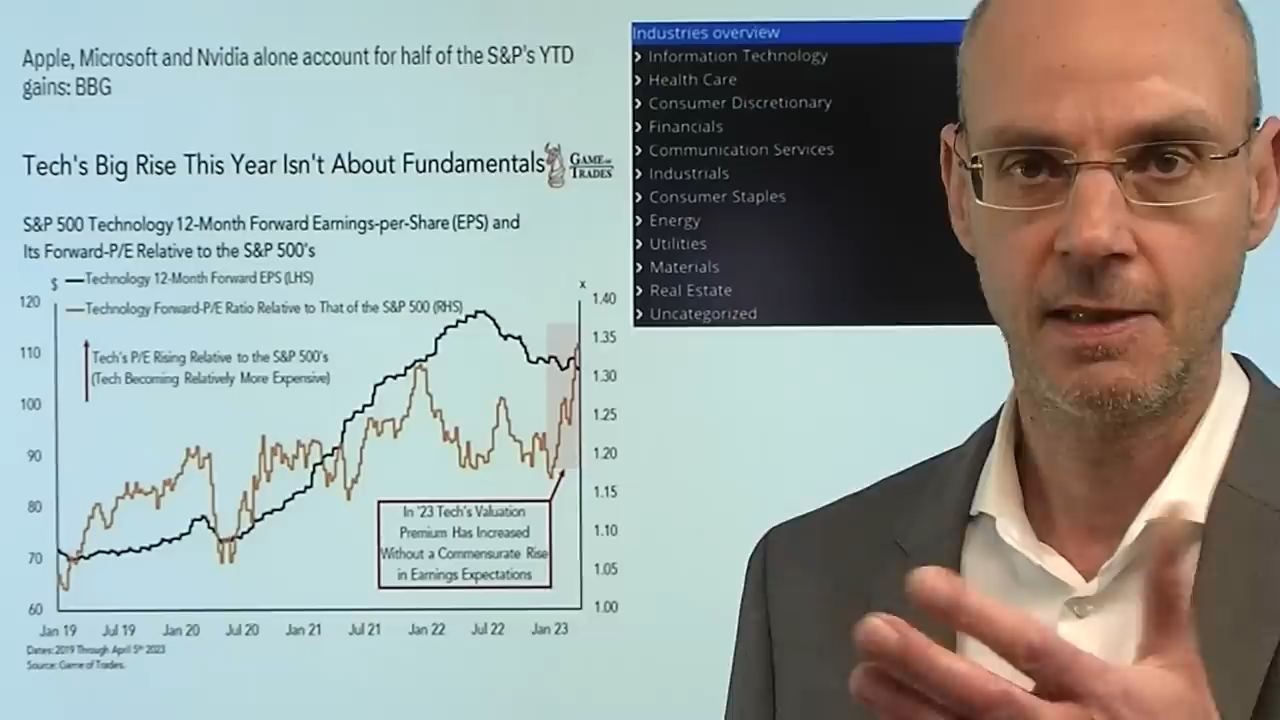 Apple, Microsoft and Nvidia alone account for half of the S&P's YTD
gains: BBG
Tech's Big Rise This Year Isn't About Fundamentals
GAME OF
TRADES
S&P 500 Technology 12-Month Forward Earnings-per-Share (EPS) and
Its Forward-P/E Relative to the S&P 500's
$
Technology 12-Month Forward EPS (LHS)
x
Technology Forward-P/E Ratio Relative to That of the S&P 500 (RHS)
Tech's P/E Rising Relative to the S&P 500's
(Tech Becoming Relatively More Expensive)
120
110
100
90
80
70
60
1.40
1.35
1.30
1.25
1.20
1.15
1.10
1.05
1.00
In '23 Tech's Valuation
Premium Has Increased
Without a Commensurate Rise
in Earnings Expectations
Jan 19 Jul 19 Jan 20 Jul 20 Jan 21 Jul 21 Jan 22 Jul 22 Jan 23
Dates: 2019 Through April 5th 2023
Source: Game of Trades.
Industries overview
Information Technology
Health Care
Consumer Discretionary
Financials
Communication Services
Industrials
Consumer Staples
Energy
Utilities
Materials
Real Estate
Uncategorized